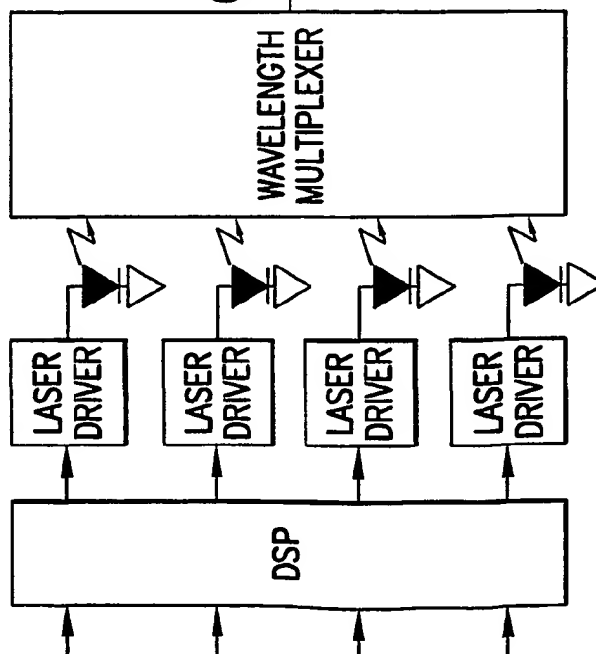 WAVELENGTH
MULTIPLEXER
LASER
DRIVER
LASER
DRIVER
LASER
DRIVER
LASER
DRIVER
DSP